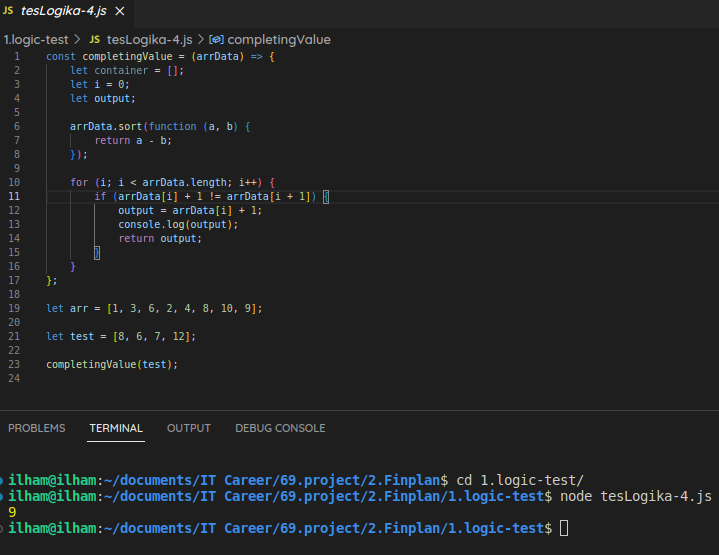 JS tesLogika-4.js ×
1.logic-test > JS tesLogika-4.js > completingValue
1 const completingValue = (arrData) => {
2 let container = [];
3 let i = 0;
4 let output;
5
6 arrData.sort(function (a, b) {
7 return a - b;
8 });
9
10 for (i; i < arrData.length; i++) {
11 if (arrData[i] + 1 != arrData[i + 1]) {
12 output = arrData[i] + 1;
13 console.log(output);
14 return output;
15 }
16 }
17 };
18
19 let arr = [1, 3, 6, 2, 4, 8, 10, 9];
20
21 let test = [8, 6, 7, 12];
22
23 completingValue(test);
24
PROBLEMS TERMINAL OUTPUT DEBUG CONSOLE
ilham@ilham:~/documents/IT Career/69.project/2.Finplan$ cd 1.logic-test/
ilham@ilham:~/documents/IT Career/69.project/2.Finplan/1.logic-test$ node tesLogika-4.js
9
ilham@ilham:~/documents/IT Career/69.project/2.Finplan/1.logic-test$